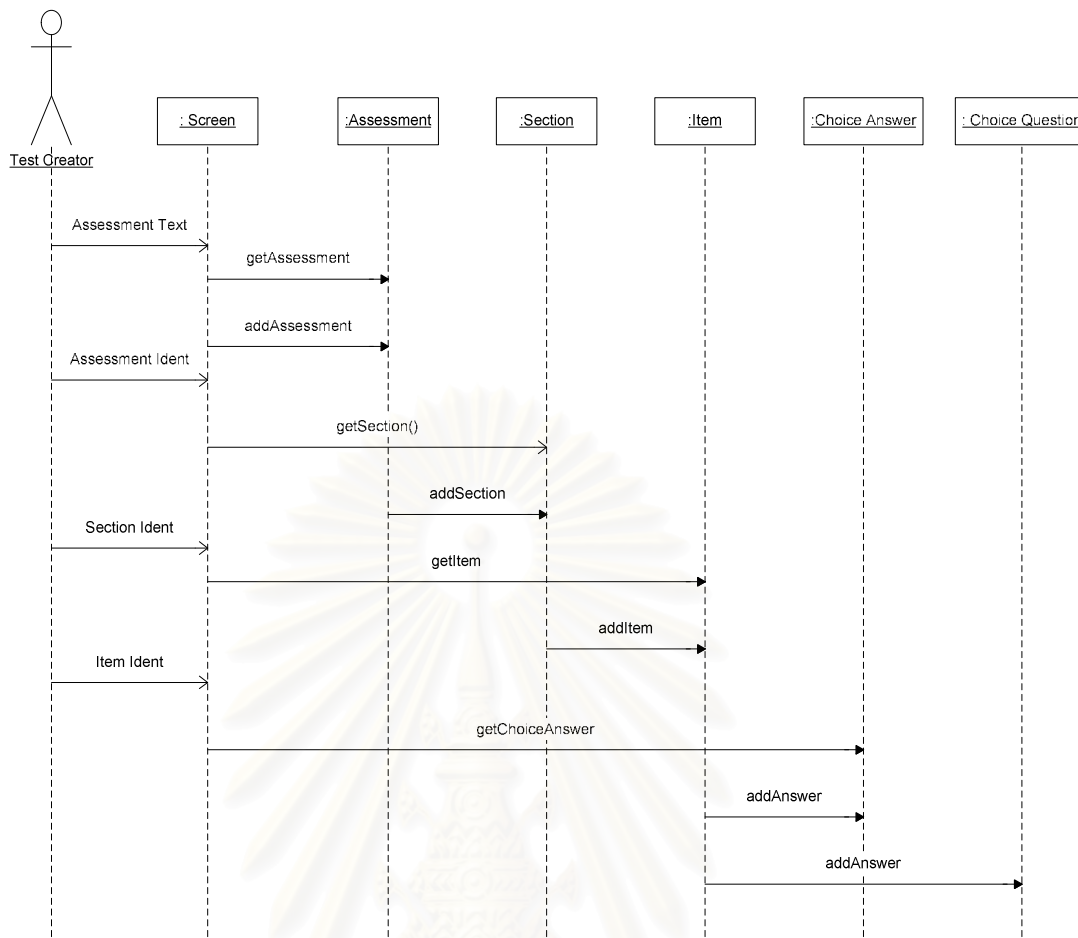 : Screen
:Assessment
:Section
:Item
:Choice Answer
: Choice Question
Test Creator
Assessment Text
getAssessment
addAssessment
Assessment Ident
getSection()
addSection
Section Ident
getItem
addItem
Item Ident
getChoiceAnswer
addAnswer
addAnswer